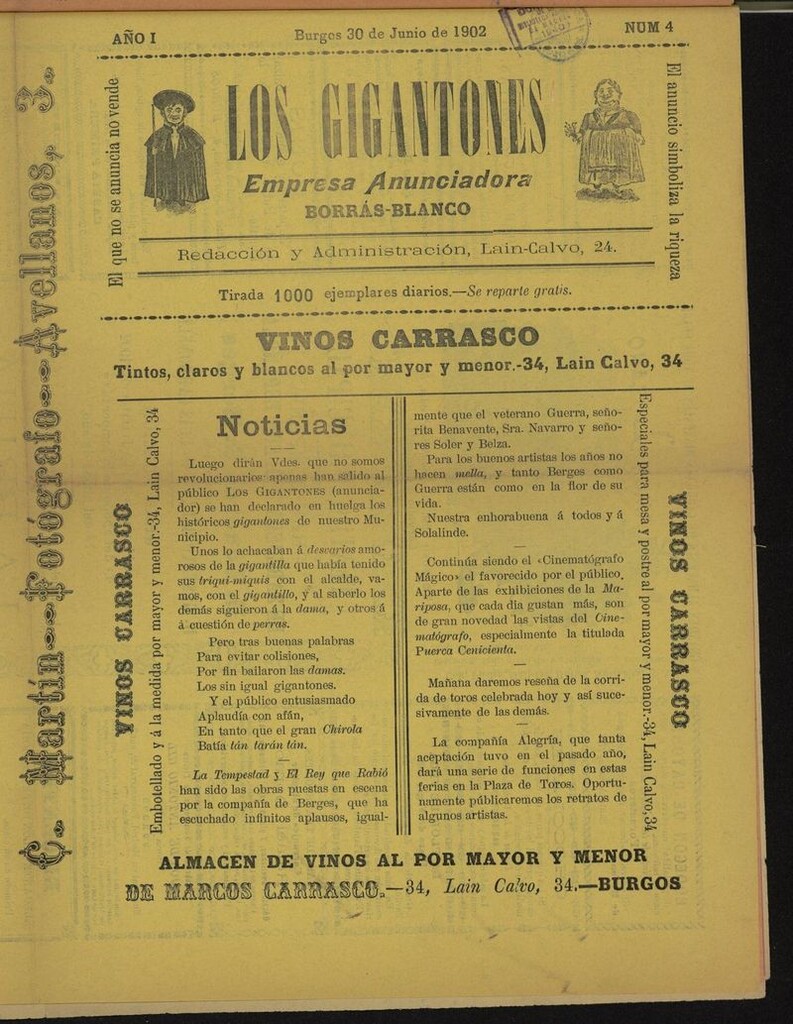 AÑO I
Burgos 30 de Junio de 1902
NUM 4
El que no se anuncia no vende
LOS GIGANTONES
Empresa Anunciadora
BORRÁS-BLANCO
El anuncio simboliza la riqueza
Redacción y Administración, Lain-Calvo, 24.
Tirada 1000 ejemplares diarios.—Se reparte gratis.
VINOS CARRASCO
Tintos, claros y blancos al por mayor y menor.-34, Lain Calvo, 34
C. Martín--Fotógrafo--Avellanos, 3.
VINOS CARRASCO
Embotellado y á la medida por mayor y menor.-34, Lain Calvo, 34
Noticias
Luego dirán Vdes. que no somos
revolucionarios: apenas han salido al
público LOS GIGANTONES (anuncia-
dor) se han declarado en huelga los
históricos gigantones de nuestro Mu-
nicipio.
Unos lo achacaban á desvarios amo-
rosos de la gigantilla que había tenido
sus triqui-miquis con el alcalde, va-
mos, con el gigantillo, y al saberlo los
demás siguieron á la dama, y otros á
á cuestión de perras.
Pero tras buenas palabras
Para evitar colisiones,
Por fin bailaron las damas.
Los sin igual gigantones.
Y el público entusiasmado
Aplaudía con afán,
En tanto que el gran Chirola
Batía tán tarán tán.
La Tempestad y El Rey que Rabió
han sido las obras puestas en escena
por la compañía de Berges, que ha
escuchado infinitos aplausos, igual-
mente que el veterano Guerra, seño-
rita Benavente, Sra. Navarro y seño-
res Soler y Belza.
Para los buenos artistas los años no
hacen mella, y tanto Berges como
Guerra están como en la flor de su
vida.
Nuestra enhorabuena á todos y á
Solalinde.
Continúa siendo el «Cinematógrafo
Mágico» el favorecido por el público.
Aparte de las exhibiciones de la Ma-
riposa, que cada dia gustan más, son
de gran novedad las vistas del Cine-
matógrafo, especialmente la titulada
Puerca Cenicienta.
Mañana daremos reseña de la corri-
da de toros celebrada hoy y así suce-
sivamente de las demás.
La compañía Alegría, que tanta
aceptación tuvo en el pasado año,
dará una serie de funciones en estas
ferias en la Plaza de Toros. Oportu-
namente públicaremos los retratos de
algunos artistas.
Especiales para mesa y postre al por mayor y menor.-34, Lain Calvo, 34
VINOS CARRASCO
ALMACEN DE VINOS AL POR MAYOR Y MENOR
DE MARCOS CARRASCO.—34, Lain Calvo, 34.—BURGOS